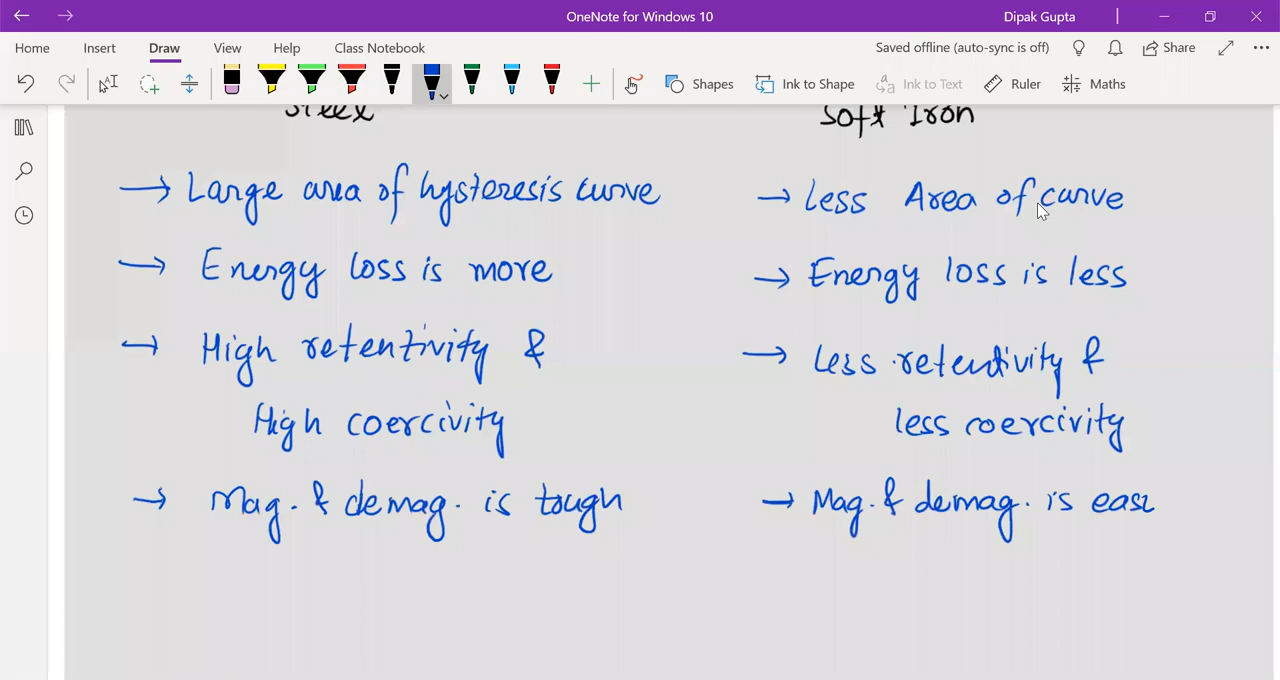 OneNote for Windows 10
Dipak Gupta
Home Insert Draw View Help Class Notebook
Saved offline (auto-sync is off) Share
Shapes Ink to Shape Ink to Text Ruler Maths
Steel
Soft Iron
→ Large area of hysteresis curve
→ Less Area of curve
→ Energy loss is more
→ Energy loss is less
→ High retentivity &
High coercivity
→ Less retentivity &
less coercivity
→ Mag. & demag. is tough
→ Mag. & demag. is eas